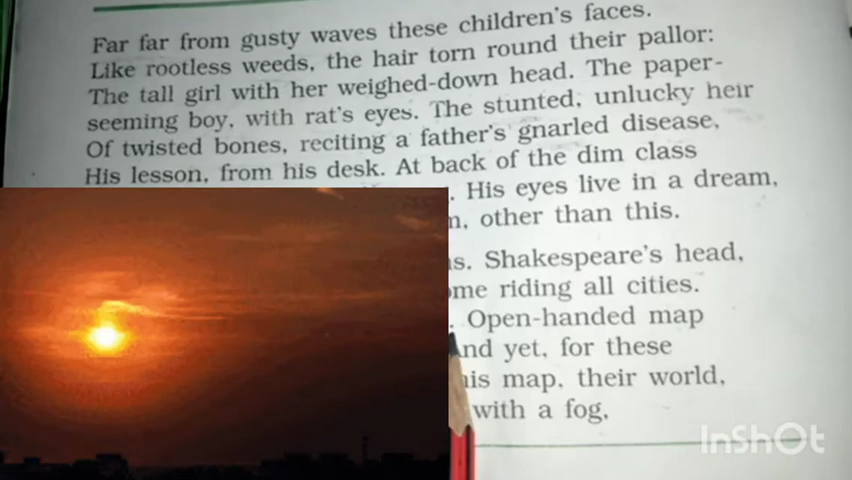 Far far from gusty waves these children's faces.
Like rootless weeds, the hair torn round their pallor:
The tall girl with her weighed-down head. The paper-
seeming boy, with rat's eyes. The stunted, unlucky heir
Of twisted bones, reciting a father's gnarled disease,
His lesson, from his desk. At back of the dim class
. His eyes live in a dream,
, other than this.
. Shakespeare's head,
riding all cities.
. Open-handed map
And yet, for these
map, their world,
with a fog,
InShOt